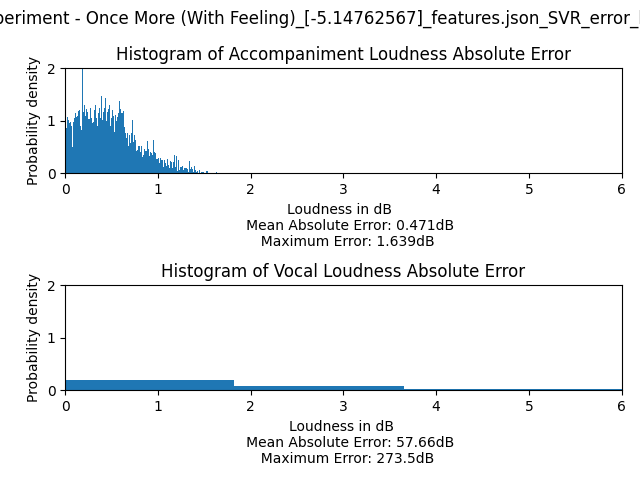 periment - Once More (With Feeling)_[-5.14762567]_features.json_SVR_error_
Histogram of Accompaniment Loudness Absolute Error
Probability density
2
1
0
0 1 2 3 4 5 6
Loudness in dB
Mean Absolute Error: 0.471dB
Maximum Error: 1.639dB
Histogram of Vocal Loudness Absolute Error
Probability density
2
1
0
0 1 2 3 4 5 6
Loudness in dB
Mean Absolute Error: 57.66dB
Maximum Error: 273.5dB